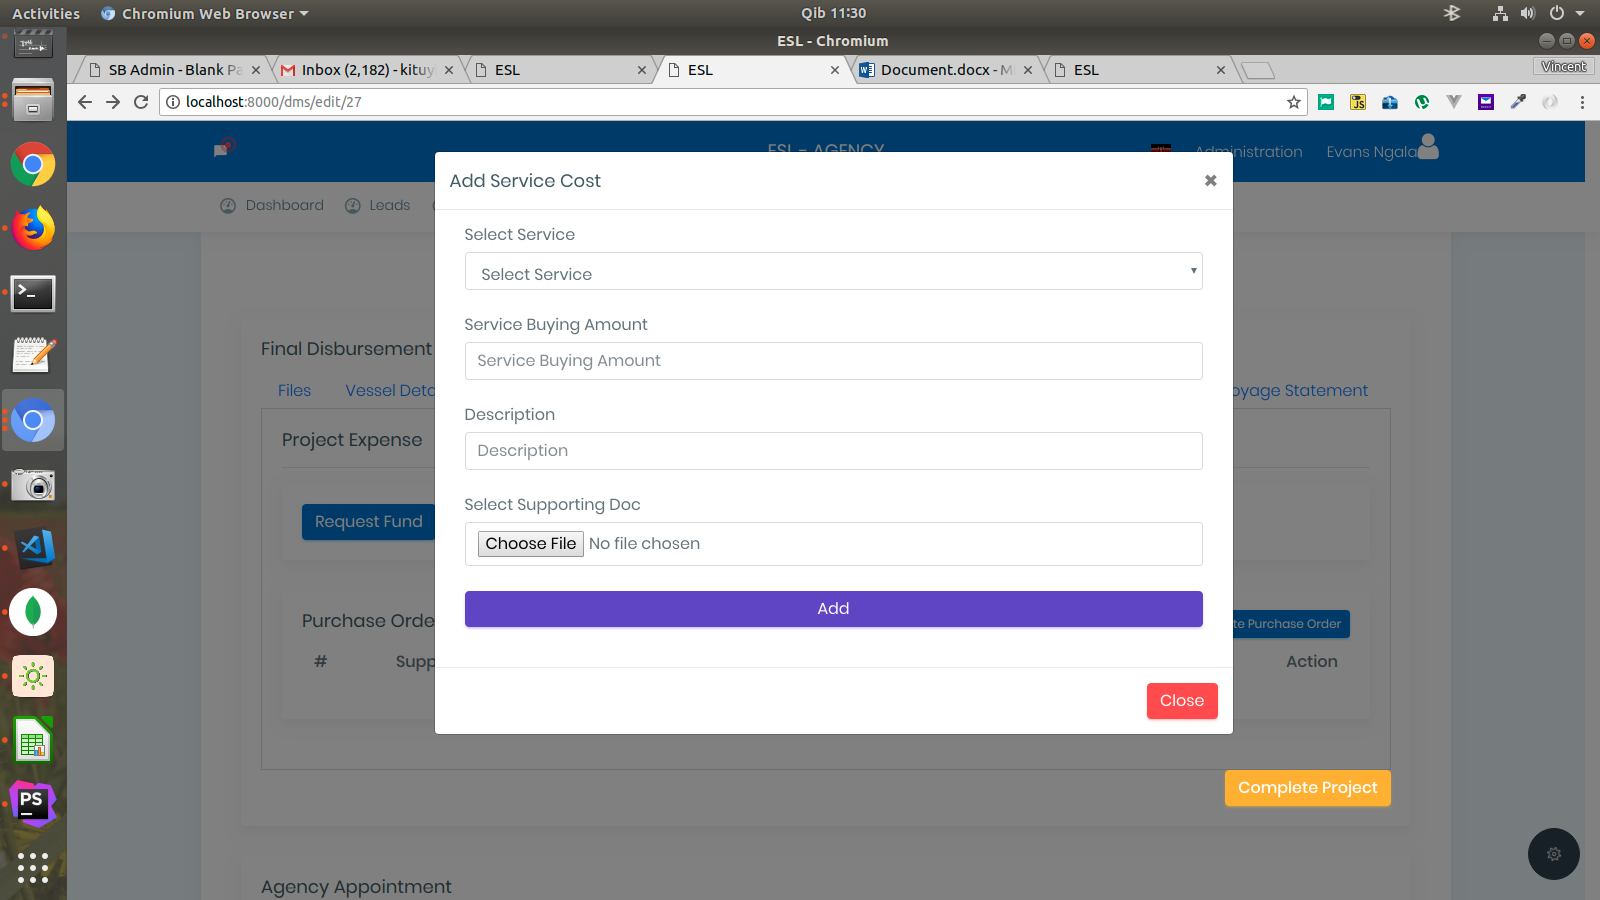 Activities
Chromium Web Browser
Qib 11:30
ESL - Chromium
SB Admin - Blank Pa
Inbox (2,182) - kituy
ESL
ESL
Document.docx - Mi
ESL
Vincent
localhost:8000/dms/edit/27
ESL - AGENCY
Administration
Evans Ngala
Dashboard
Leads
Add Service Cost
Select Service
Select Service
Service Buying Amount
Service Buying Amount
Description
Description
Select Supporting Doc
Choose File No file chosen
Add
Close
Final Disbursement
Files
Vessel Deta
oyage Statement
Project Expense
Request Fund
Purchase Orde
te Purchase Order
#
Supp
Action
Complete Project
Agency Appointment
PS
JS